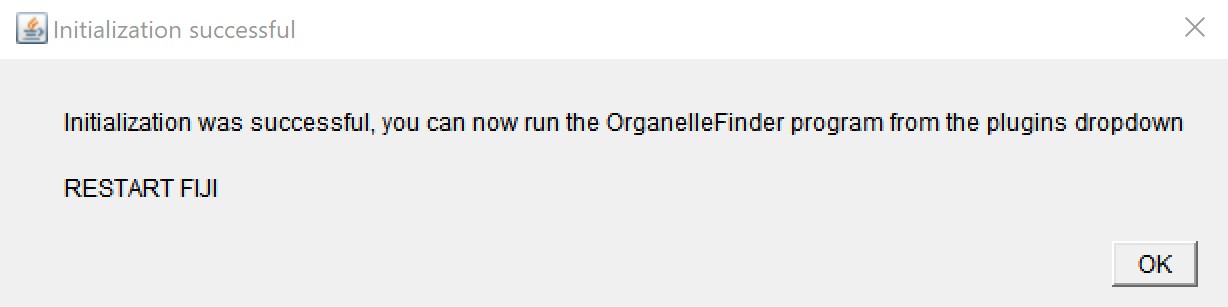 Initialization successful
Initialization was successful, you can now run the OrganelleFinder program from the plugins dropdown
RESTART FIJI
OK